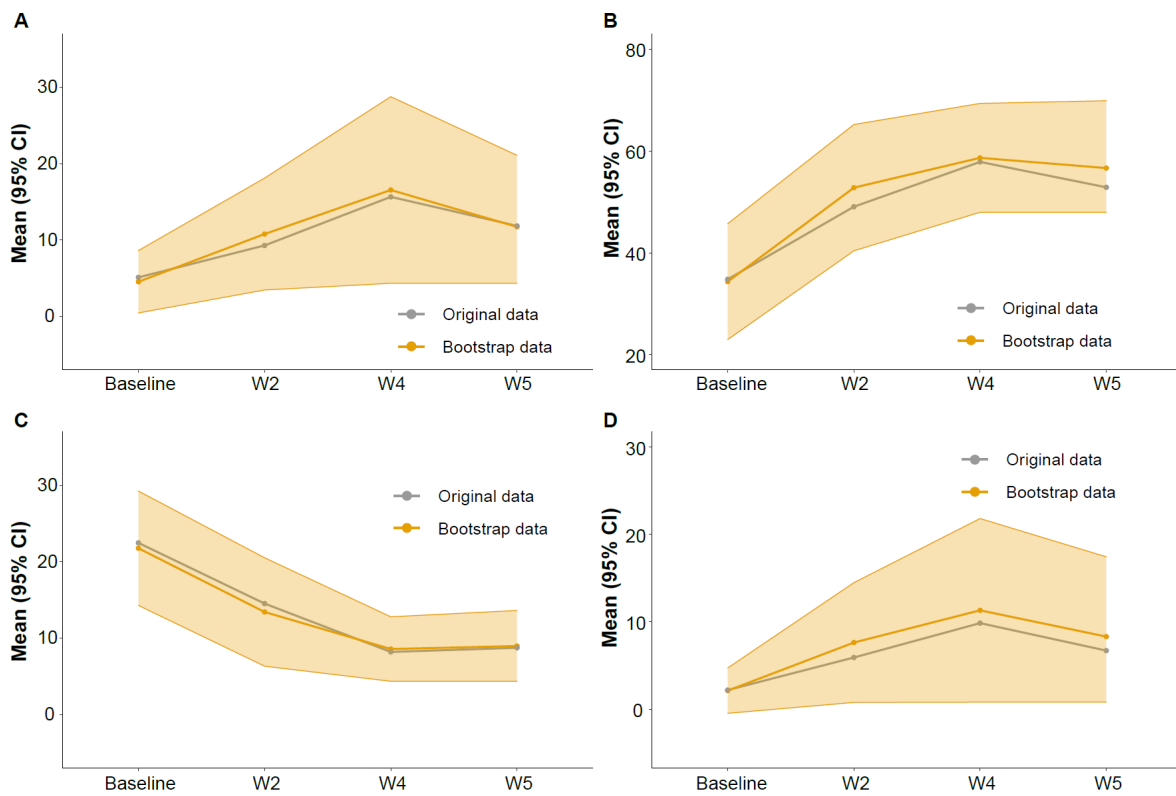 A
Mean (95% CI)
30
20
10
0
Original data
Bootstrap data
Baseline W2 W4 W5
B
Mean (95% CI)
80
60
40
20
Original data
Bootstrap data
Baseline W2 W4 W5
C
Mean (95% CI)
30
20
10
0
Original data
Bootstrap data
Baseline W2 W4 W5
D
Mean (95% CI)
30
20
10
0
Original data
Bootstrap data
Baseline W2 W4 W5